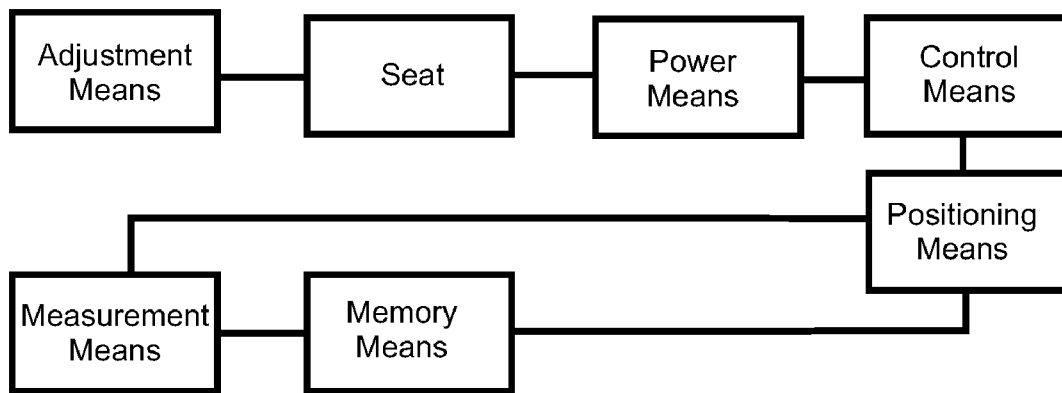 Adjustment
Means
Seat
Power
Means
Control
Means
Positioning
Means
Measurement
Means
Memory
Means